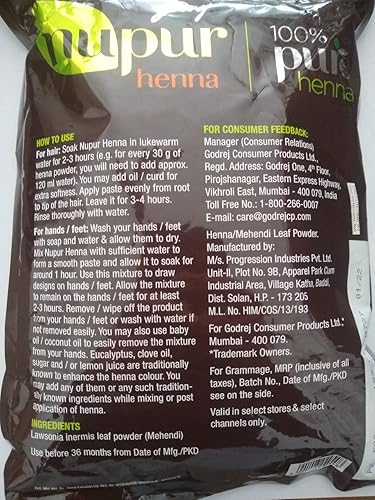 nupur
henna
100%
pure
henna
HOW TO USE
For hair: Soak Nupur Henna in lukewarm
water for 2-3 hours (e.g. for every 30 g of
henna powder, you will need to add approx.
120 ml water). You may add oil / curd for
extra softness. Apply paste evenly from root
to tip of the hair. Leave it for 3-4 hours.
Rinse thoroughly with water.
For hands / feet: Wash your hands / feet
with soap and water & allow them to dry.
Mix Nupur Henna with sufficient water to
form a smooth paste and allow it to soak for
around 1 hour. Use this mixture to draw
designs on hands / feet. Allow the mixture
to remain on the hands / feet for at least
2-3 hours. Remove / wipe off the product
from your hands / feet or wash with water if
not removed easily. You may also use baby
oil / coconut oil to easily remove the mixture
from your hands. Eucalyptus, clove oil,
sugar and / or lemon juice are traditionally
known to enhance the henna colour. You
may add any of them or any such tradition-
ally known ingredients while mixing or post
application of henna.
INGREDIENTS
Lawsonia inermis leaf powder (Mehendi)
Use before 36 months from Date of Mfg./PKD
FOR CONSUMER FEEDBACK:
Manager (Consumer Relations)
Godrej Consumer Products Ltd.,
Regd. Address: Godrej One, 4th Floor,
Pirojshanagar, Eastern Express Highway,
Vikhroli East, Mumbai - 400 079, India
Toll Free No.: 1-800-266-0007
E-mail: care@godrejcp.com
Henna/Mehendi Leaf Powder.
Manufactured by:
M/s. Progression Industries Pvt. Ltd.
Unit-II, Plot No. 9B, Apparel Park Cum
Industrial Area, Village Katha, Baddi,
Dist. Solan, H.P. - 173 205
M.L. No. HIM/COS/13/193
For Godrej Consumer Products Ltd.*
Mumbai - 400 079.
*Trademark Owners.
For Grammage, MRP (inclusive of all
taxes), Batch No., Date of Mfg./PKD
see on the side.
Valid in select stores & select
channels only.
01/22